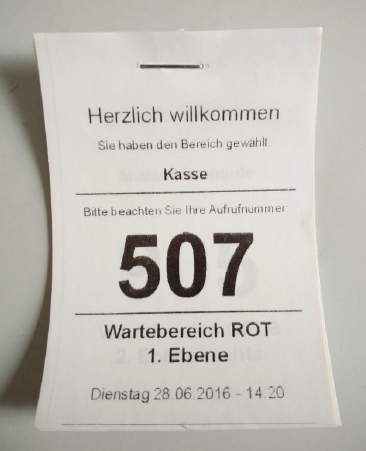 Herzlich willkommen
Sie haben den Bereich gewählt:
Kasse
Bitte beachten Sie Ihre Aufrufnummer:
507
Wartebereich ROT
1. Ebene
Dienstag 28.06.2016 - 14:20